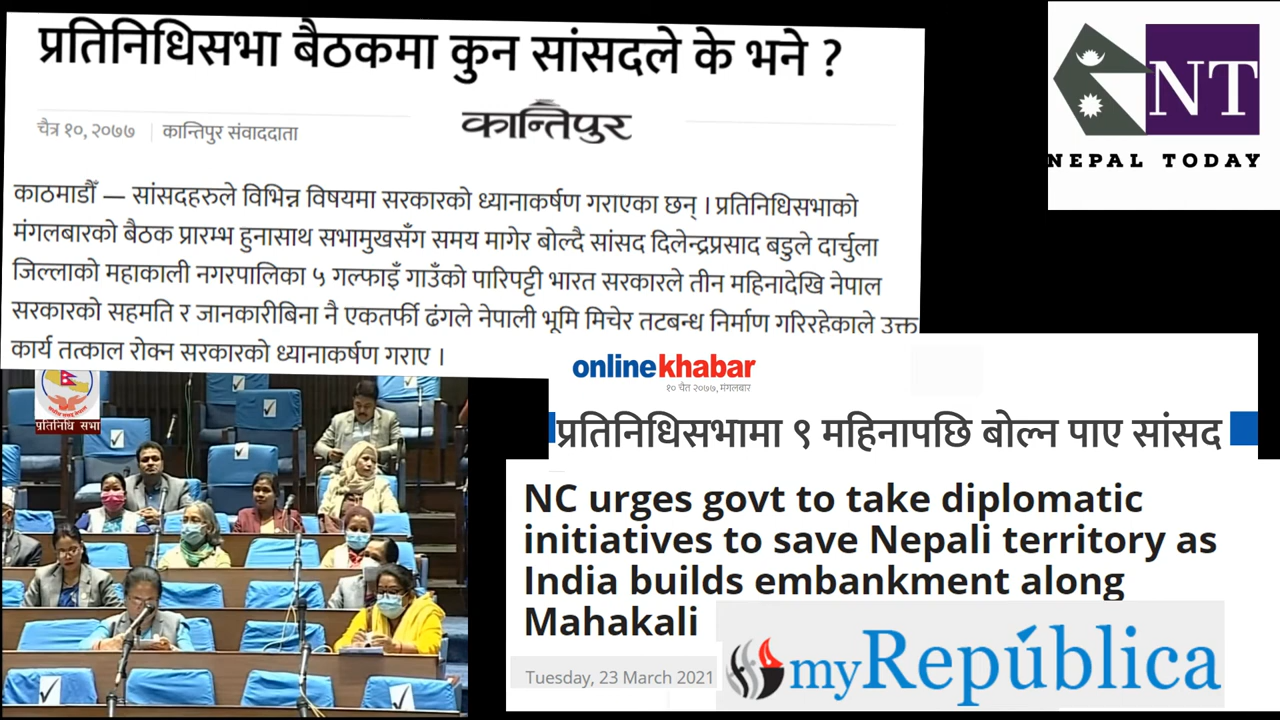 प्रतिनिधिसभा बैठकमा कुन सांसदले के भने ?
चैत्र १०, २०७७ | कान्तिपुर संवाददाता
कान्तिपुर
काठमाडौँ — सांसदहरुले विभिन्न विषयमा सरकारको ध्यानाकर्षण गराएका छन् । प्रतिनिधिसभाको
मंगलबारको बैठक प्रारम्भ हुनासाथ सभामुखसँग समय मागेर बोल्दै सांसद दिलेन्द्रप्रसाद बडुले दार्चुला
जिल्लाको महाकाली नगरपालिका ५ गल्फाइँ गाउँको पारिपट्टी भारत सरकारले तीन महिनादेखि नेपाल
सरकारको सहमति र जानकारीबिना नै एकतर्फी ढंगले नेपाली भूमि मिचेर तटबन्ध निर्माण गरिरहेकाले उक्त
कार्य तत्काल रोक्न सरकारको ध्यानाकर्षण गराए ।
NT
NEPAL TODAY
प्रतिनिधि सभा
onlinekhabar
१० चैत २०७७, मंगलबार
प्रतिनिधिसभामा ९ महिनापछि बोल्न पाए सांसद
NC urges govt to take diplomatic
initiatives to save Nepali territory as
India builds embankment along
Mahakali
Tuesday, 23 March 2021
myRepública